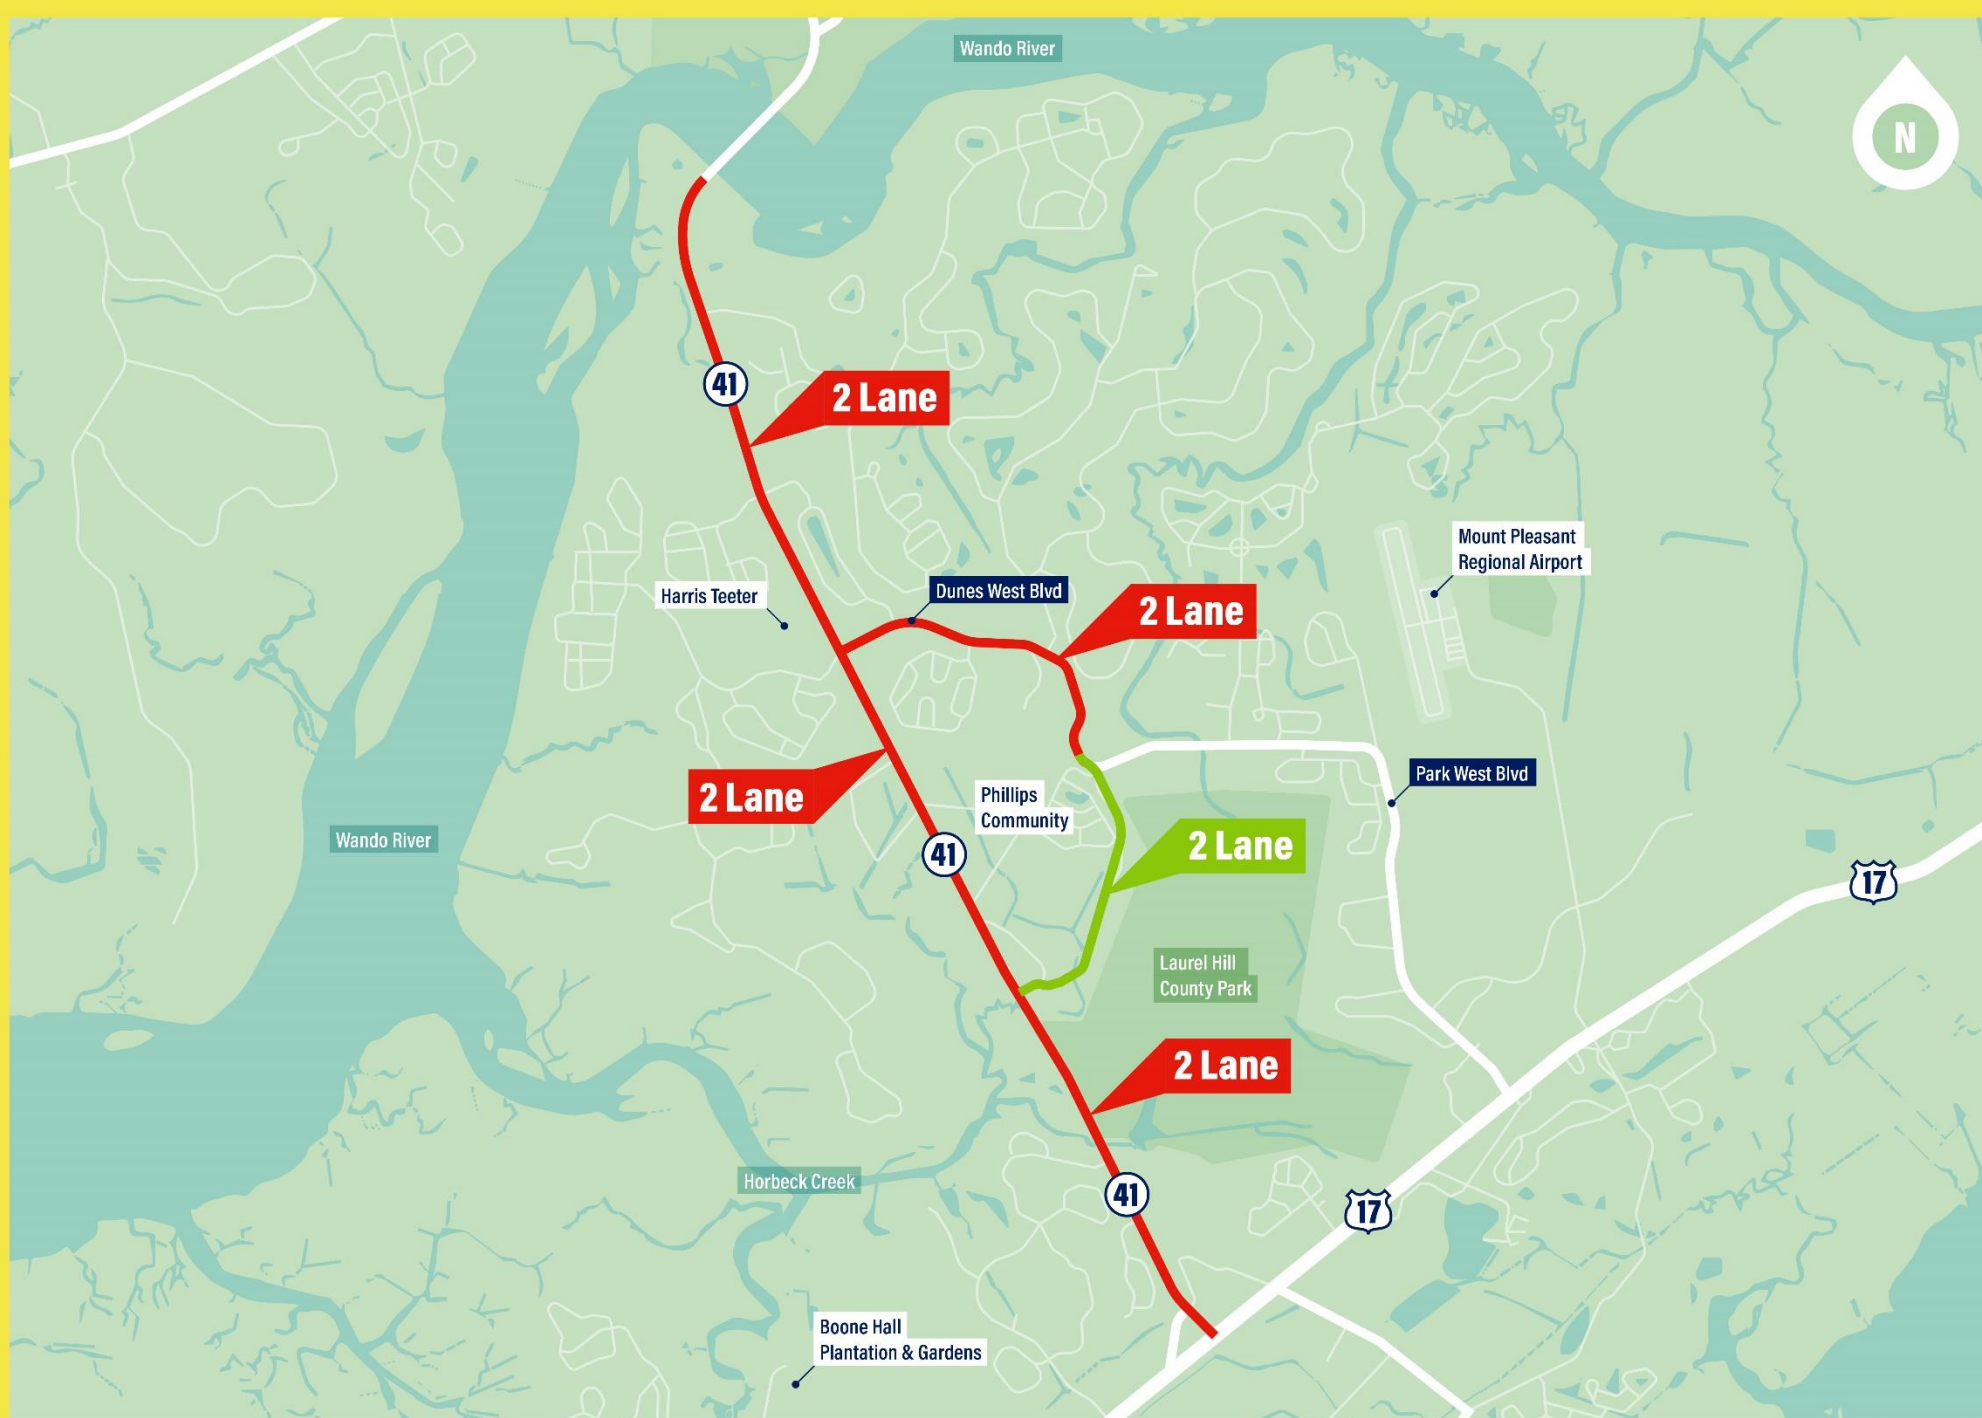 Wando River
N
41
2 Lane
Mount Pleasant
Regional Airport
Harris Teeter
Dunes West Blvd
2 Lane
Park West Blvd
2 Lane
Phillips
Community
Wando River
41
2 Lane
17
Laurel Hill
County Park
2 Lane
Horbeck Creek
41
17
Boone Hall
Plantation & Gardens